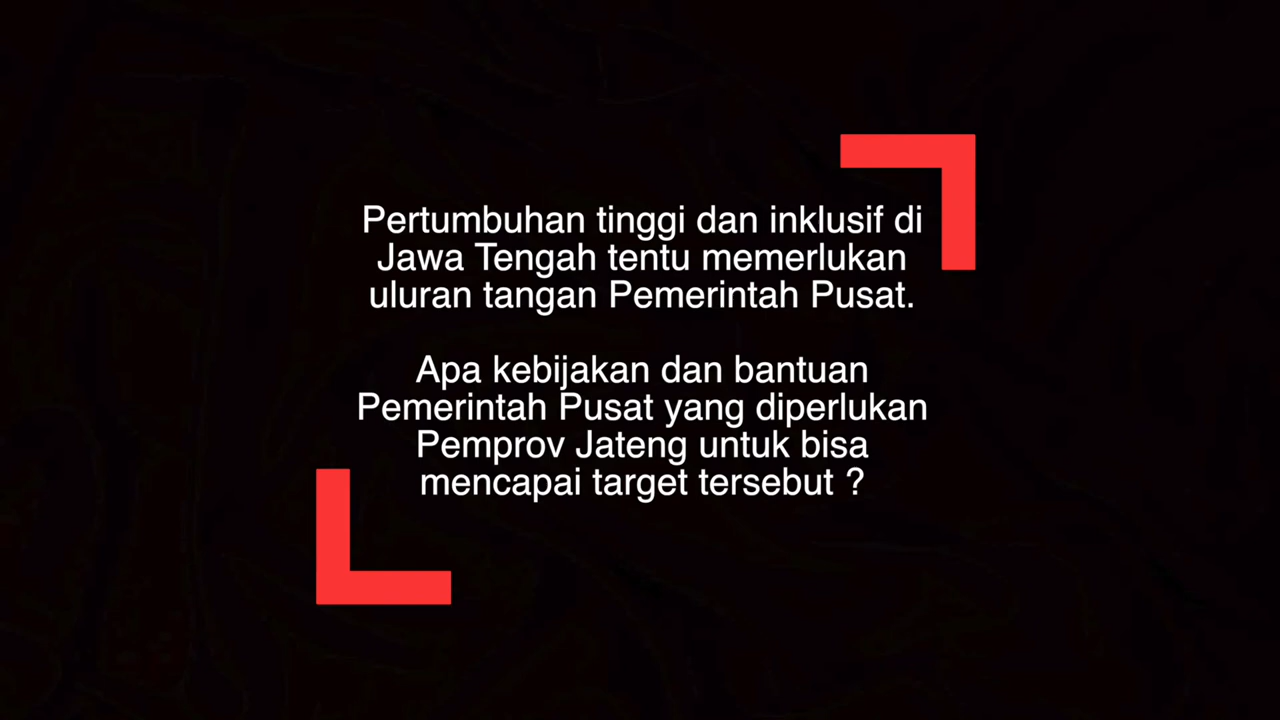 Pertumbuhan tinggi dan inklusif di
Jawa Tengah tentu memerlukan
uluran tangan Pemerintah Pusat.
Apa kebijakan dan bantuan
Pemerintah Pusat yang diperlukan
Pemprov Jateng untuk bisa
mencapai target tersebut ?